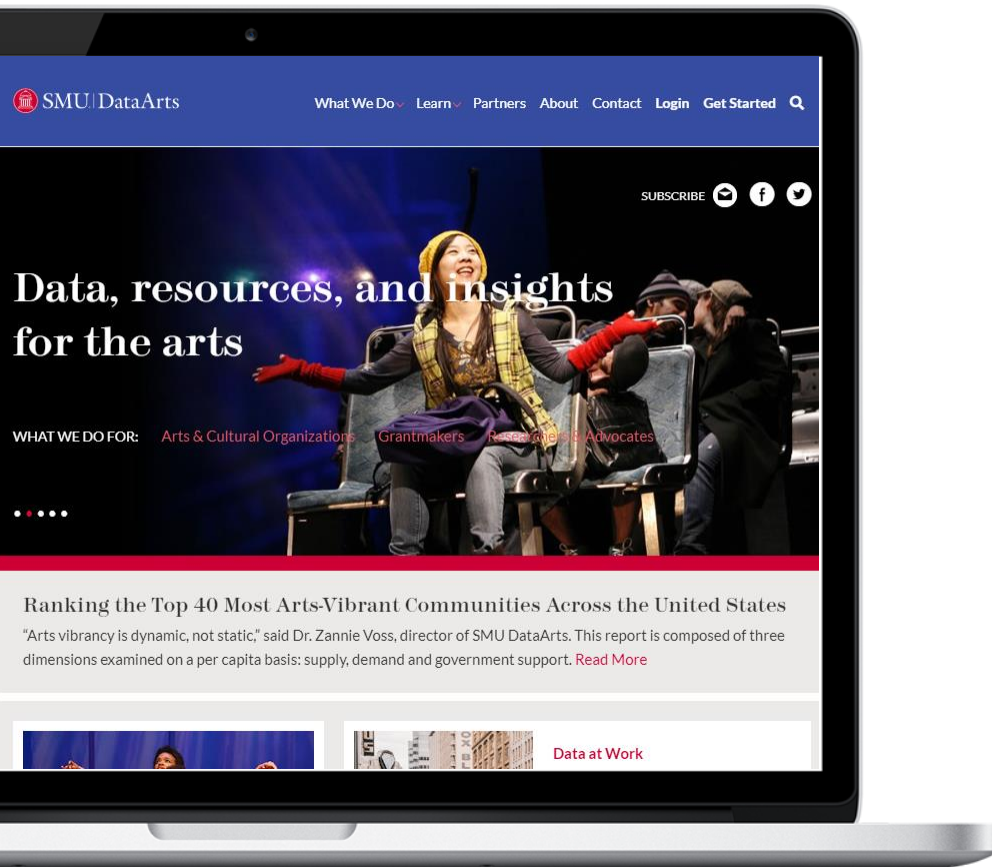 SMU DataArts
What We Do Learn Partners About Contact Login Get Started
SUBSCRIBE
Data, resources, and insights
for the arts
WHAT WE DO FOR: Arts & Cultural Organizations Grantmakers Researchers & Advocates
Ranking the Top 40 Most Arts-Vibrant Communities Across the United States
“Arts vibrancy is dynamic, not static,” said Dr. Zannie Voss, director of SMU DataArts. This report is composed of three
dimensions examined on a per capita basis: supply, demand and government support. Read More
Data at Work